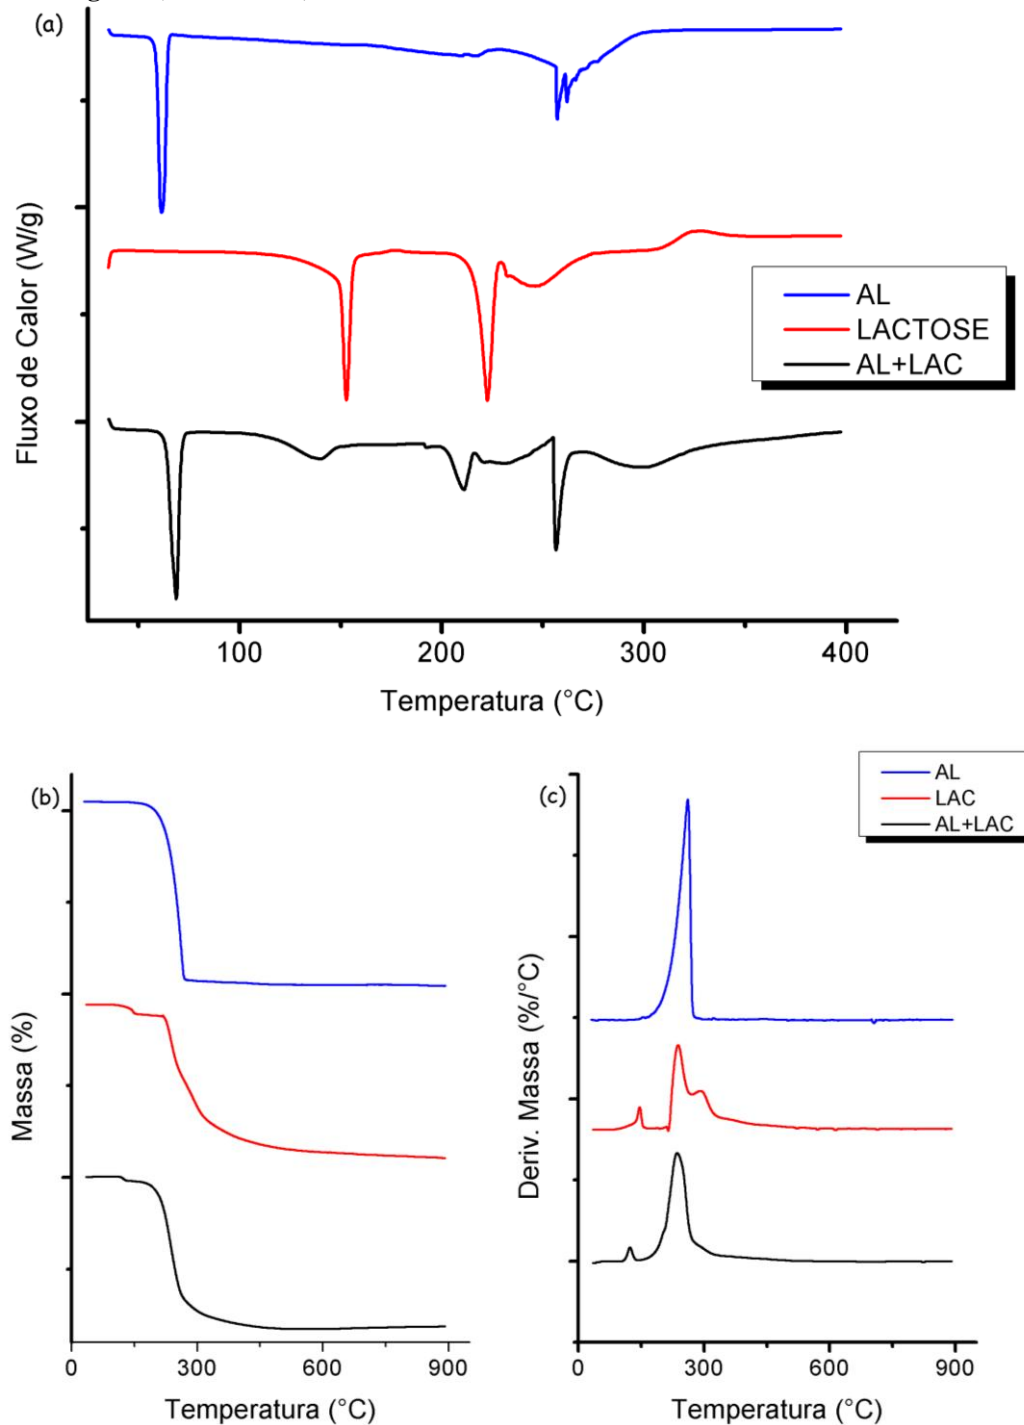 (a)
Fluxo de Calor (W/g)
AL
LACTOSE
AL+LAC
100 200 300 400
Temperatura (°C)
(b)
Massa (%)
0 300 600 900
Temperatura (°C)
(c)
AL
LAC
AL+LAC
Deriv. Massa (%/°C)
0 300 600 900
Temperatura (°C)